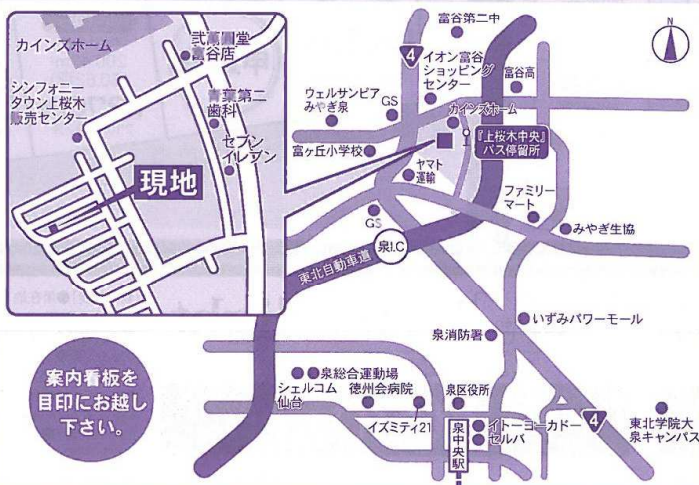 カインズホーム
弐萬圓堂
富谷店
シンフォニー
タウン上桜木
販売センター
青葉第二
歯科
セブン
イレブン
現地
案内看板を
目印にお越し
下さい。
富谷第二中
N
4
イオン富谷
ショッピング
センター
富谷高
ウェルサンピア
みやぎ泉
GS
カインズホーム
『上桜木中央』
バス停留所
富ヶ丘小学校
ヤマト
運輸
ファミリー
マート
GS
みやぎ生協
泉I.C
東北自動車道
いずみパワーモール
泉消防署
泉総合運動場
シェルコム
仙台
徳州会病院
泉区役所
イズミティ21
イトーヨーカドー
セルバ
泉中央駅
4
東北学院大
泉キャンパス